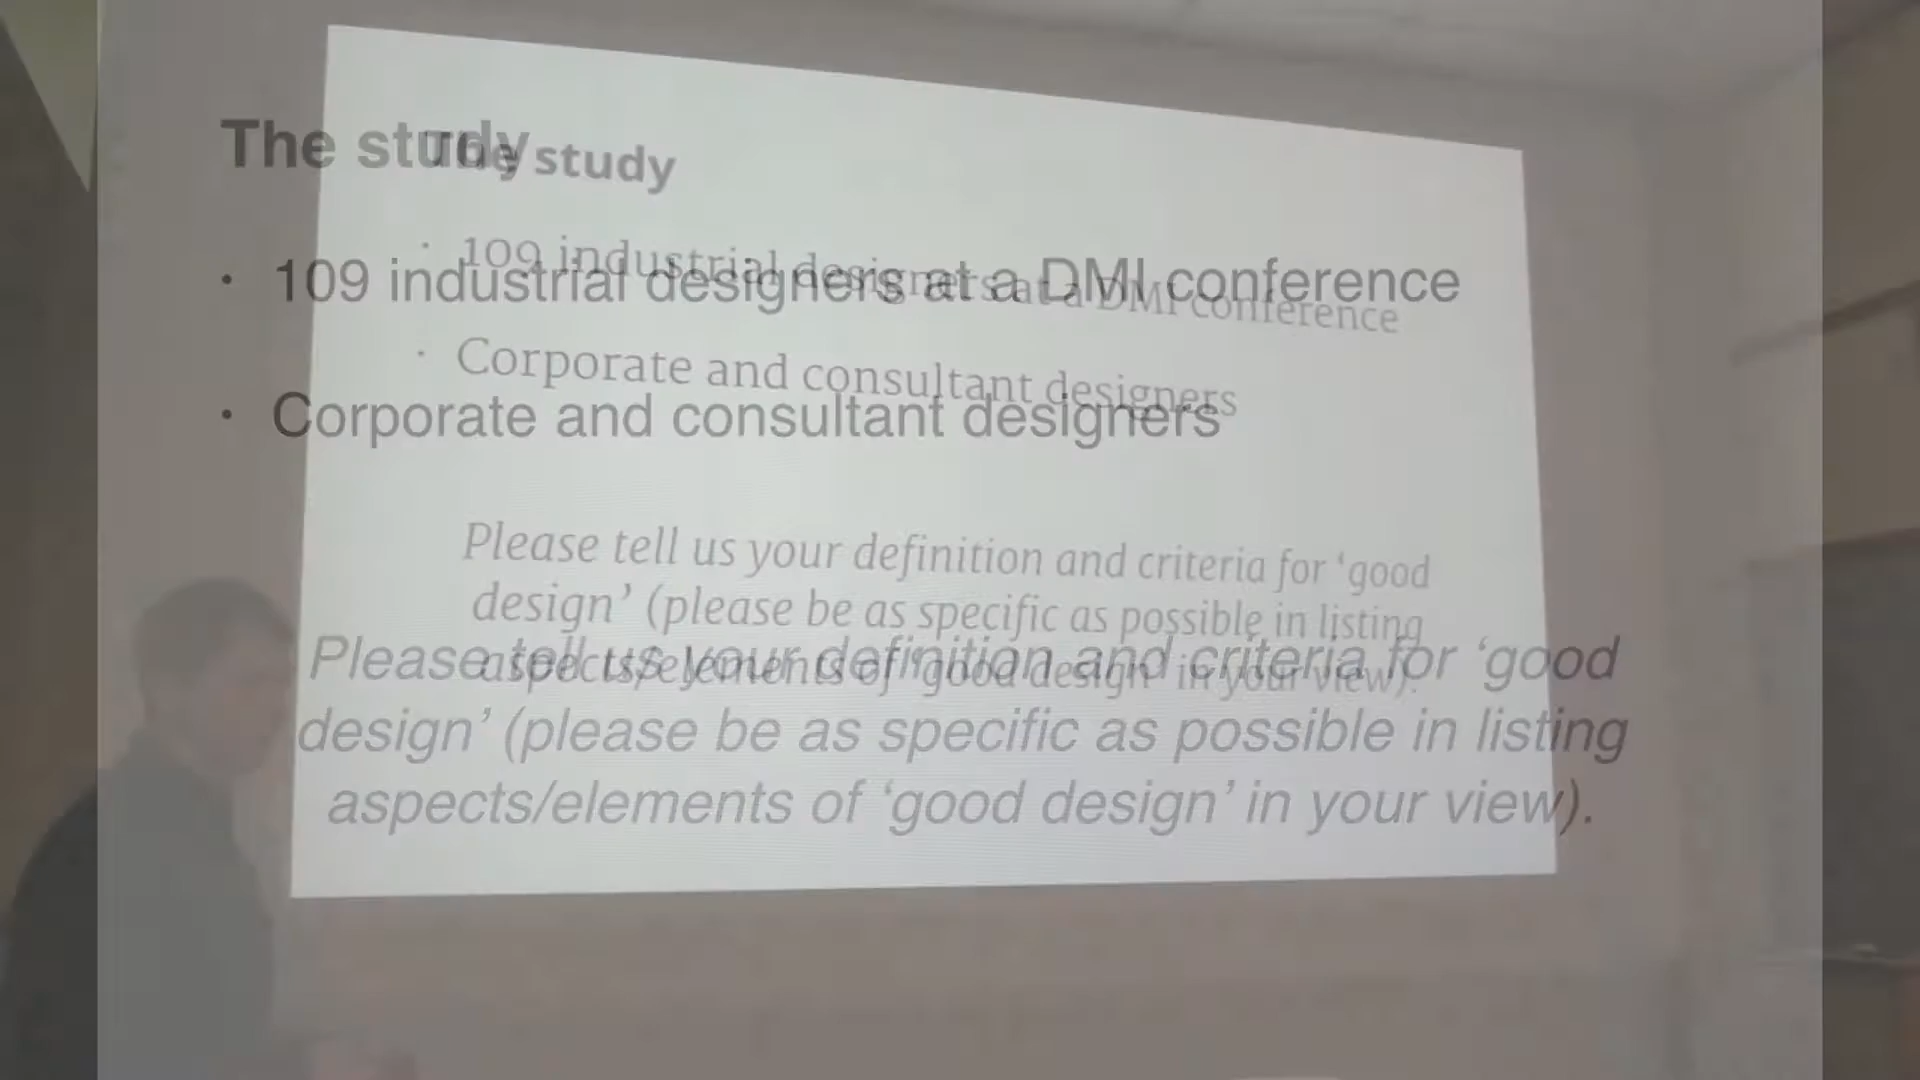 The study
The study
· 109 industrial designers at a DMI conference
· 109 industrial designers at a DMI conference
· Corporate and consultant designers
· Corporate and consultant designers
Please tell us your definition and criteria for ‘good
design’ (please be as specific as possible in listing
aspects/elements of ‘good design’ in your view).
Please tell us your definition and criteria for ‘good
design’ (please be as specific as possible in listing
aspects/elements of ‘good design’ in your view).